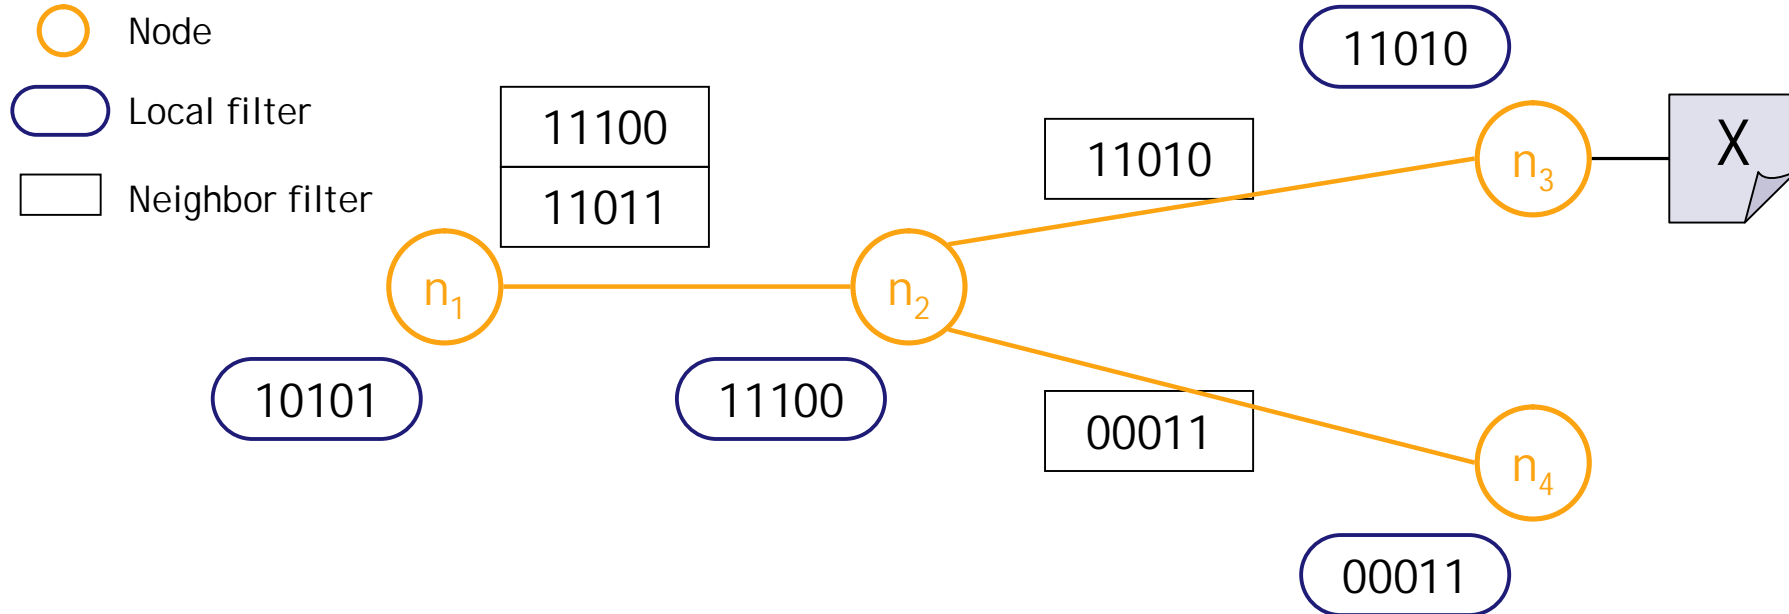 Node
Local filter
Neighbor filter
11100
11011
11010
11010
n₃
X
n₁
n₂
10101
11100
00011
n₄
00011